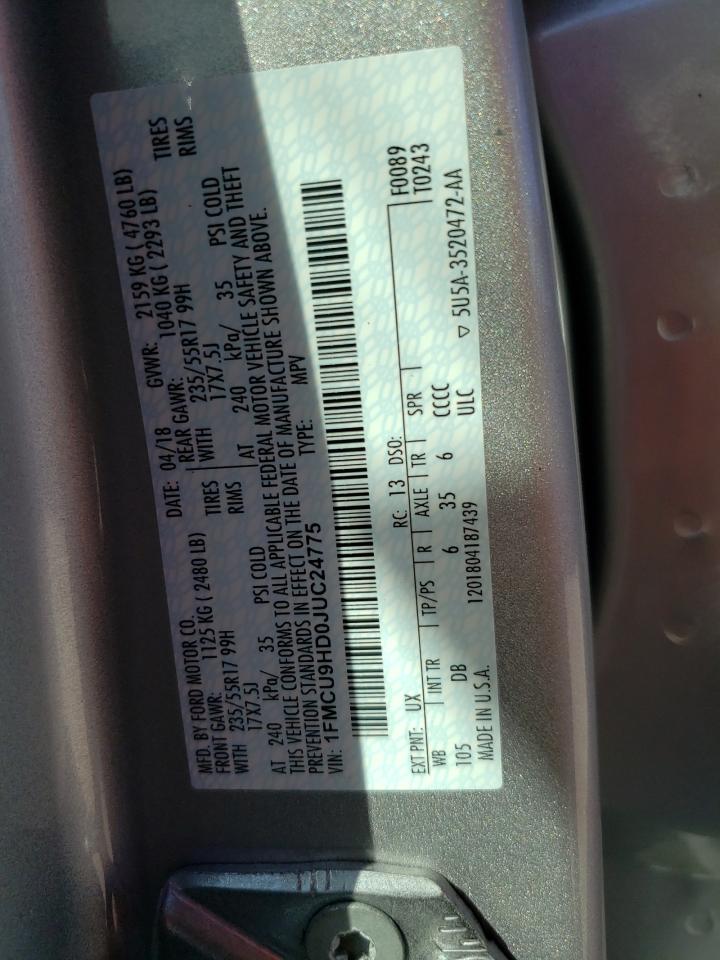 MFD. BY FORD MOTOR CO.
DATE: 04/18 GVWR: 2159 KG ( 4760 LB)
FRONT GAWR: 1125 KG ( 2480 LB) REAR GAWR: 1040 KG ( 2293 LB)
WITH 235/55R17 99H TIRES WITH 235/55R17 99H TIRES
17X7.5J RIMS 17X7.5J RIMS
AT 240 kPa/ 35 PSI COLD AT 240 kPa/ 35 PSI COLD
THIS VEHICLE CONFORMS TO ALL APPLICABLE FEDERAL MOTOR VEHICLE SAFETY AND THEFT
PREVENTION STANDARDS IN EFFECT ON THE DATE OF MANUFACTURE SHOWN ABOVE.
VIN: 1FMCU9HD0JUC24775 TYPE: MPV
F0089
T0243
EXT PNT: UX RC: 13 DSO:
WB INT TR TP/PS R AXLE TR SPR
105 DB 6 35 6 CCCC
ULC
▽ 5U5A-3520472-AA
MADE IN U.S.A. 1201804187439